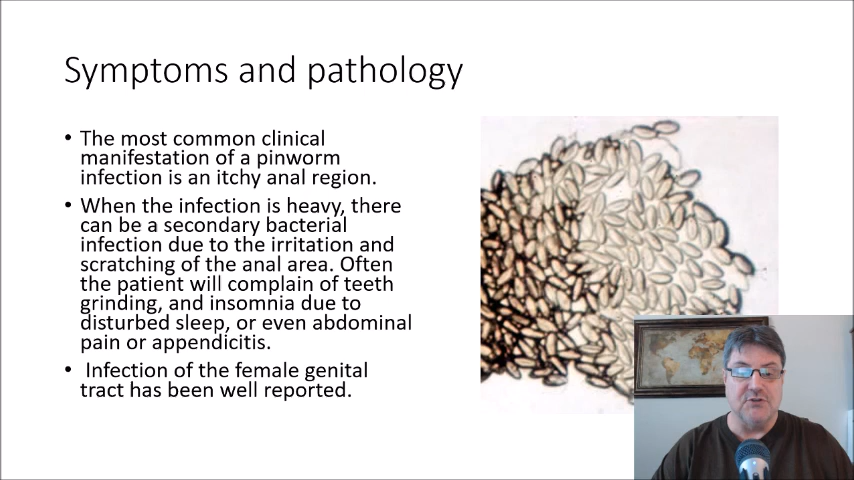 Symptoms and pathology
• The most common clinical
manifestation of a pinworm
infection is an itchy anal region.
• When the infection is heavy, there
can be a secondary bacterial
infection due to the irritation and
scratching of the anal area. Often
the patient will complain of teeth
grinding, and insomnia due to
disturbed sleep, or even abdominal
pain or appendicitis.
• Infection of the female genital
tract has been well reported.